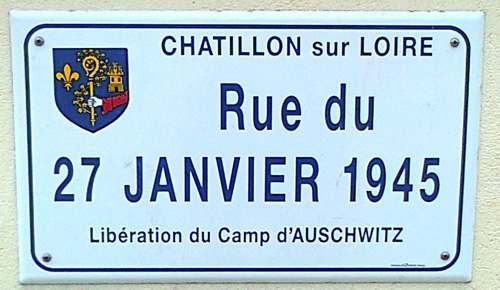 CHATILLON sur LOIRE
Rue du
27 JANVIER 1945
Libération du Camp d'AUSCHWITZ